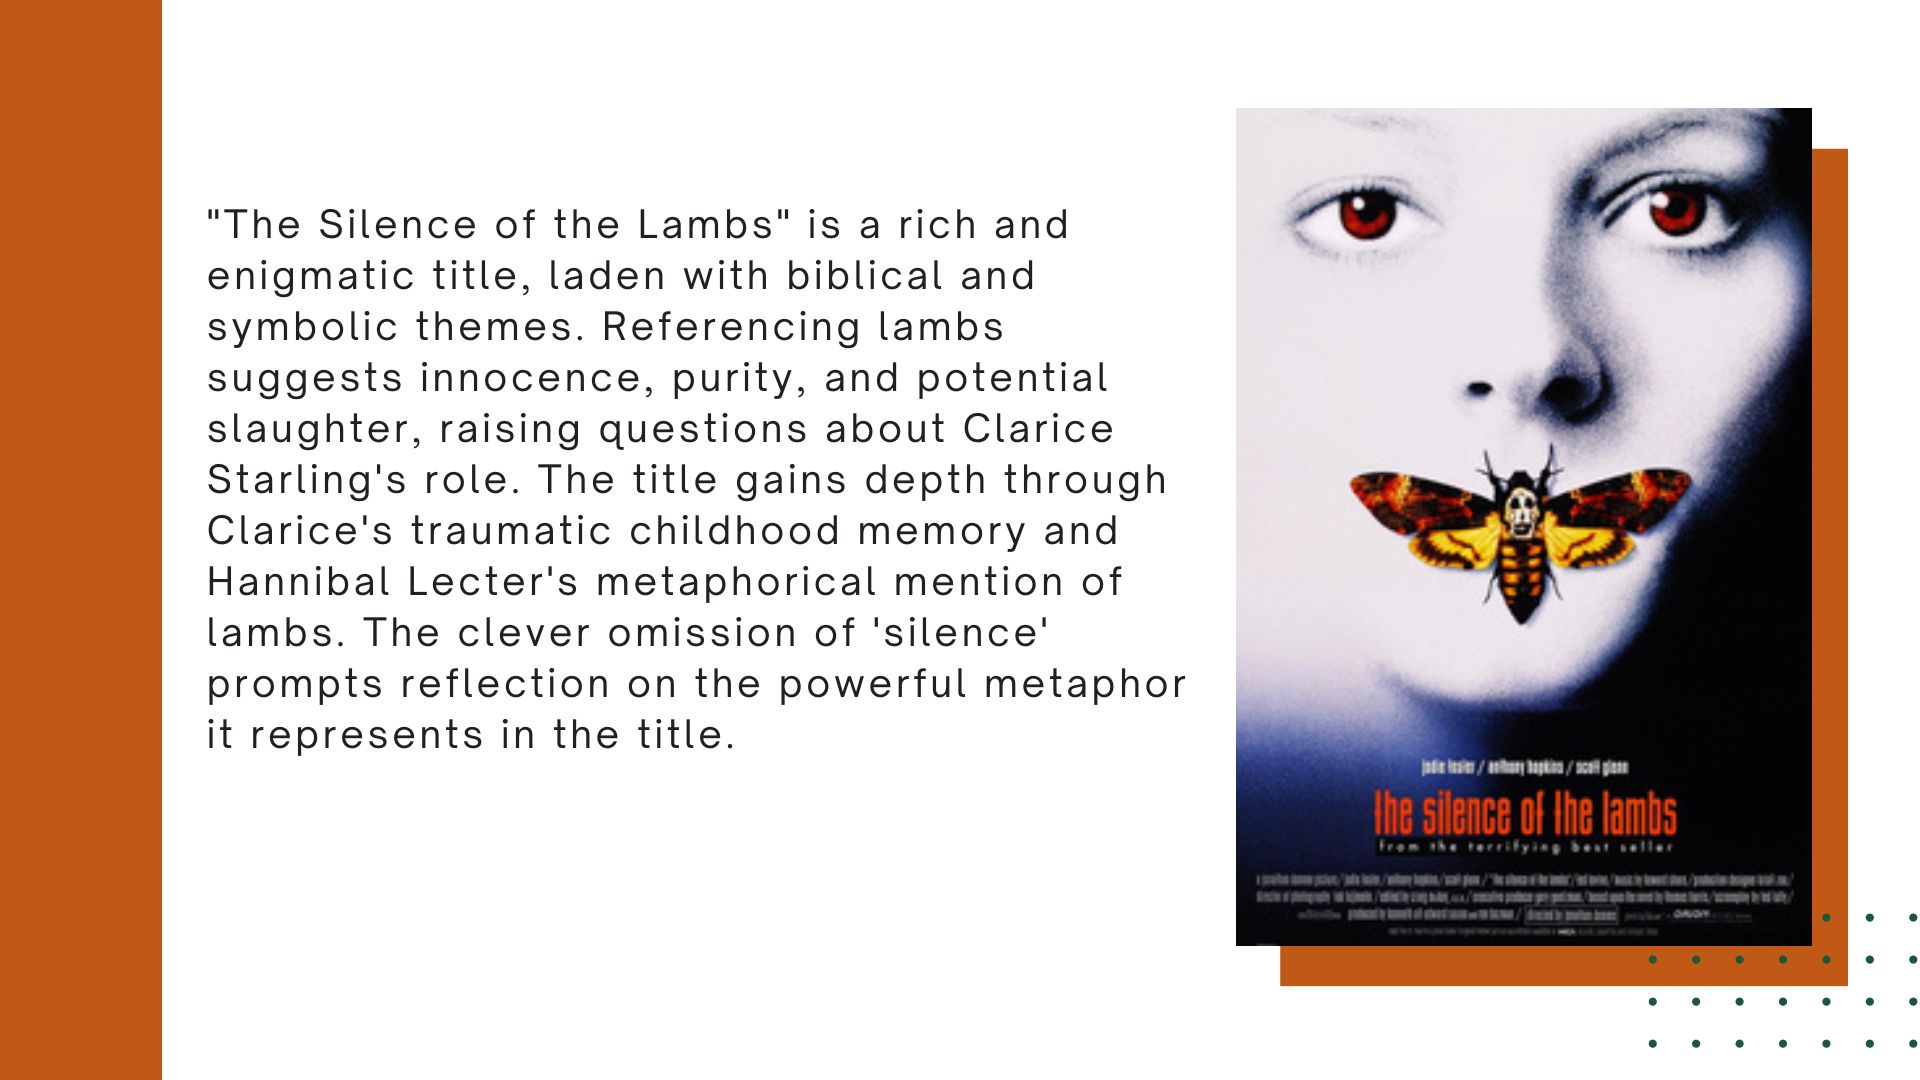 "The Silence of the Lambs" is a rich and
enigmatic title, laden with biblical and
symbolic themes. Referencing lambs
suggests innocence, purity, and potential
slaughter, raising questions about Clarice
Starling's role. The title gains depth through
Clarice's traumatic childhood memory and
Hannibal Lecter's metaphorical mention of
lambs. The clever omission of 'silence'
prompts reflection on the powerful metaphor
it represents in the title.
jodie foster / anthony hopkins / scott glenn
the silence of the lambs
from the terrifying best seller